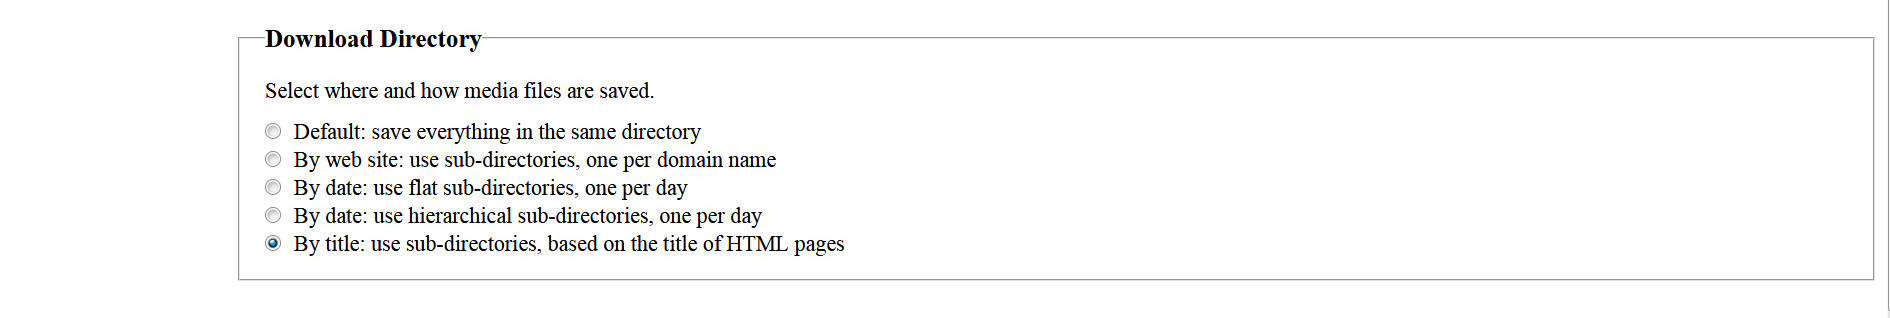 Download Directory
Select where and how media files are saved.
Default: save everything in the same directory
By web site: use sub-directories, one per domain name
By date: use flat sub-directories, one per day
By date: use hierarchical sub-directories, one per day
By title: use sub-directories, based on the title of HTML pages